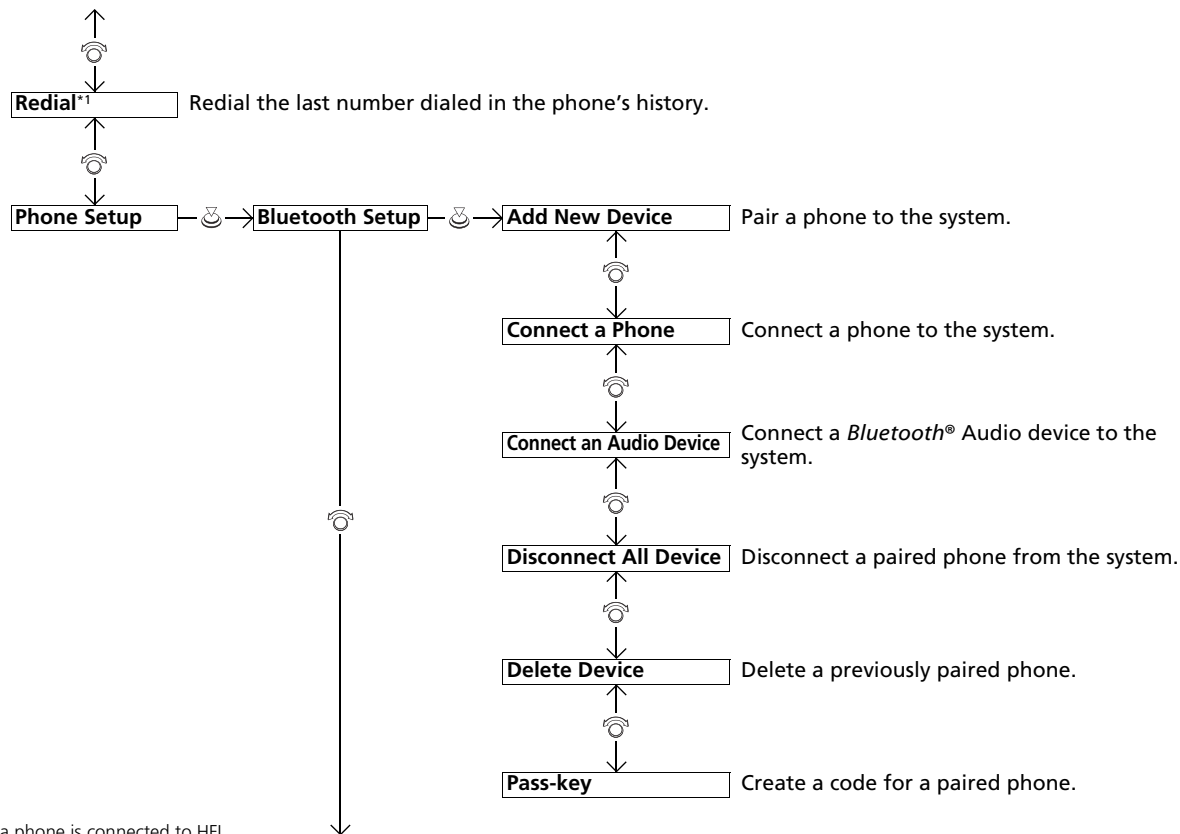 Redial*1 Redial the last number dialed in the phone's history.
Phone Setup Bluetooth Setup Add New Device Pair a phone to the system.
Connect a Phone Connect a phone to the system.
Connect an Audio Device Connect a Bluetooth® Audio device to the
system.
Disconnect All Device Disconnect a paired phone from the system.
Delete Device Delete a previously paired phone.
Pass-key Create a code for a paired phone.
a phone is connected to HFL